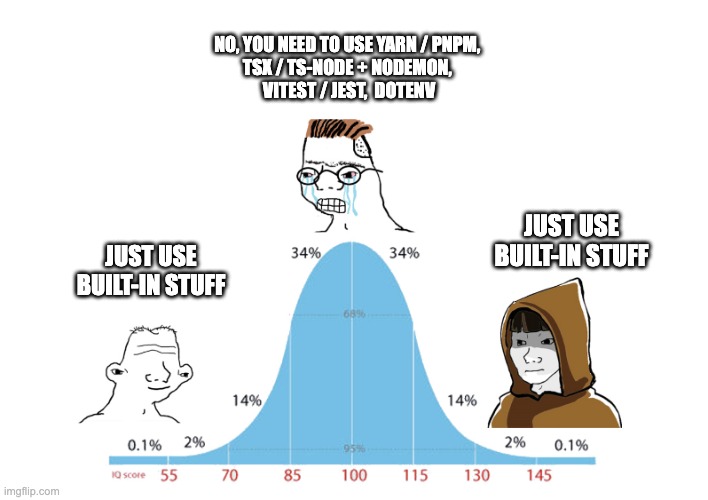 NO, YOU NEED TO USE YARN / PNPM,
TSX / TS-NODE + NODEMON,
VITEST / JEST, DOTENV
JUST USE
BUILT-IN STUFF
JUST USE
BUILT-IN STUFF
34%
34%
68%
14%
14%
95%
0.1%
2%
2%
0.1%
IQ score
55
70
85
100
115
130
145
imgflip.com